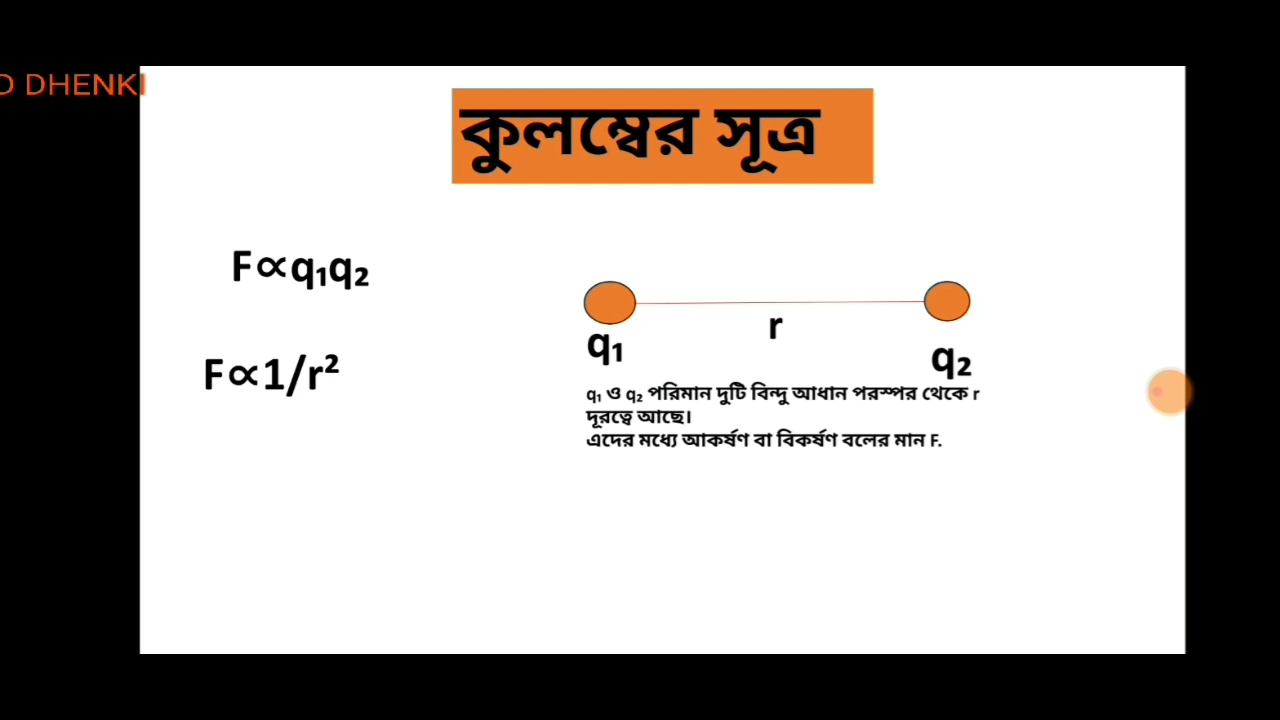 D DHENKI
কুলম্বের সূত্র
F∝q₁q₂
F∝1/r²
r
q₁
q₂
q₁ ও q₂ পরিমান দুটি বিন্দু আধান পরস্পর থেকে r
দূরত্বে আছে।
এদের মধ্যে আকর্ষণ বা বিকর্ষণ বলের মান F.